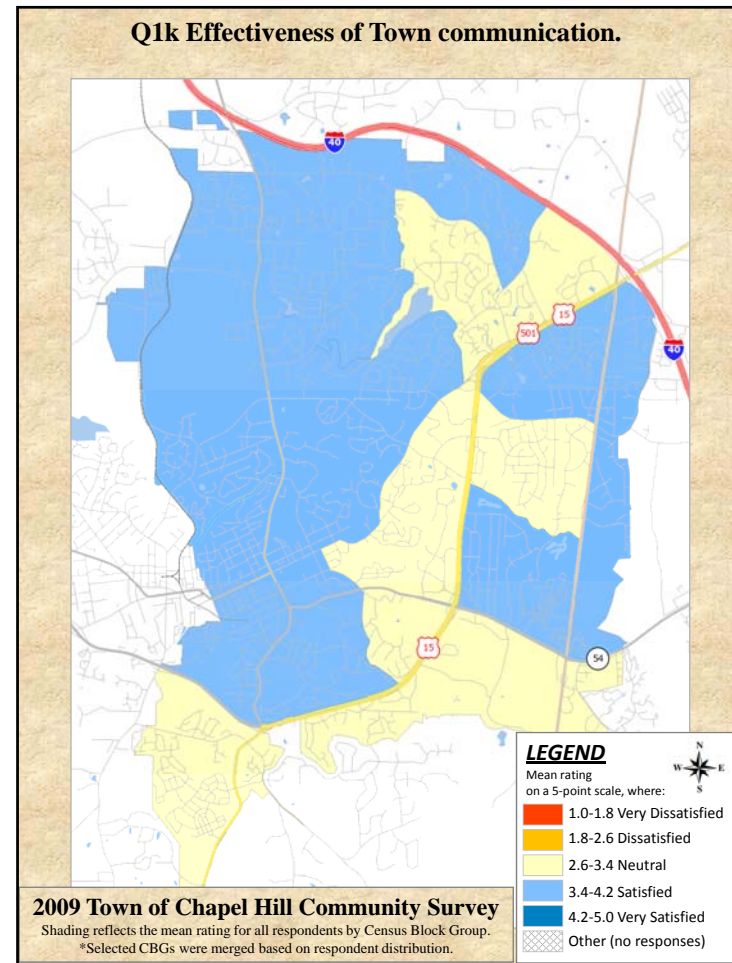 Q1k Effectiveness of Town communication.
40
15
501
40
15
54
LEGEND
N
W E
S
Mean rating
on a 5-point scale, where:
1.0-1.8 Very Dissatisfied
1.8-2.6 Dissatisfied
2.6-3.4 Neutral
3.4-4.2 Satisfied
4.2-5.0 Very Satisfied
Other (no responses)
2009 Town of Chapel Hill Community Survey
Shading reflects the mean rating for all respondents by Census Block Group.
*Selected CBGs were merged based on respondent distribution.